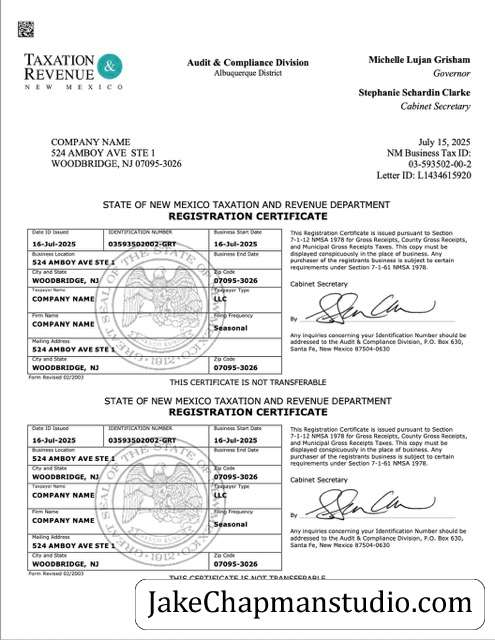 TAXATION
& REVENUE
NEW MEXICO
Audit & Compliance Division
Albuquerque District
Michelle Lujan Grisham
Governor
Stephanie Schardin Clarke
Cabinet Secretary
COMPANY NAME
524 AMBOY AVE STE 1
WOODBRIDGE, NJ 07095-3026
July 15, 2025
NM Business Tax ID:
03-593502-00-2
Letter ID: L1434615920
STATE OF NEW MEXICO TAXATION AND REVENUE DEPARTMENT
REGISTRATION CERTIFICATE
Date ID Issued IDENTIFICATION NUMBER Business Start Date
16-Jul-2025 03593502002-GRT 16-Jul-2025
Business Location Business End Date
524 AMBOY AVE STE 1
City and State Zip Code
WOODBRIDGE, NJ 07095-3026
Taxpayer Name Taxpayer Type
COMPANY NAME LLC
Firm Name Filing Frequency
COMPANY NAME Seasonal
Mailing Address
524 AMBOY AVE STE 1
City and State Zip Code
WOODBRIDGE, NJ 07095-3026
Form Revised 02/2003
This Registration Certificate is issued pursuant to Section
7-1-12 NMSA 1978 for Gross Receipts, County Gross Receipts,
and Municipal Gross Receipts Taxes. This copy must be
displayed conspicuously in the place of business. Any
purchaser of the registrants business is subject to certain
requirements under Section 7-1-61 NMSA 1978.
Cabinet Secretary
By
Any inquiries concerning your Identification Number should be
addressed to the Audit & Compliance Division, P.O. Box 630,
Santa Fe, New Mexico 87504-0630
THIS CERTIFICATE IS NOT TRANSFERABLE
STATE OF NEW MEXICO TAXATION AND REVENUE DEPARTMENT
REGISTRATION CERTIFICATE
Date ID Issued IDENTIFICATION NUMBER Business Start Date
16-Jul-2025 03593502002-GRT 16-Jul-2025
Business Location Business End Date
524 AMBOY AVE STE 1
City and State Zip Code
WOODBRIDGE, NJ 07095-3026
Taxpayer Name Taxpayer Type
COMPANY NAME LLC
Firm Name Filing Frequency
COMPANY NAME Seasonal
Mailing Address
524 AMBOY AVE STE 1
City and State Zip Code
WOODBRIDGE, NJ 07095-3026
Form Revised 02/2003
This Registration Certificate is issued pursuant to Section
7-1-12 NMSA 1978 for Gross Receipts, County Gross Receipts,
and Municipal Gross Receipts Taxes. This copy must be
displayed conspicuously in the place of business. Any
purchaser of the registrants business is subject to certain
requirements under Section 7-1-61 NMSA 1978.
Cabinet Secretary
By
Any inquiries concerning your Identification Number should be
addressed to the Audit & Compliance Division, P.O. Box 630,
Santa Fe, New Mexico 87504-0630
THIS CERTIFICATE IS NOT TRANSFERABLE
JakeChapmanstudio.com